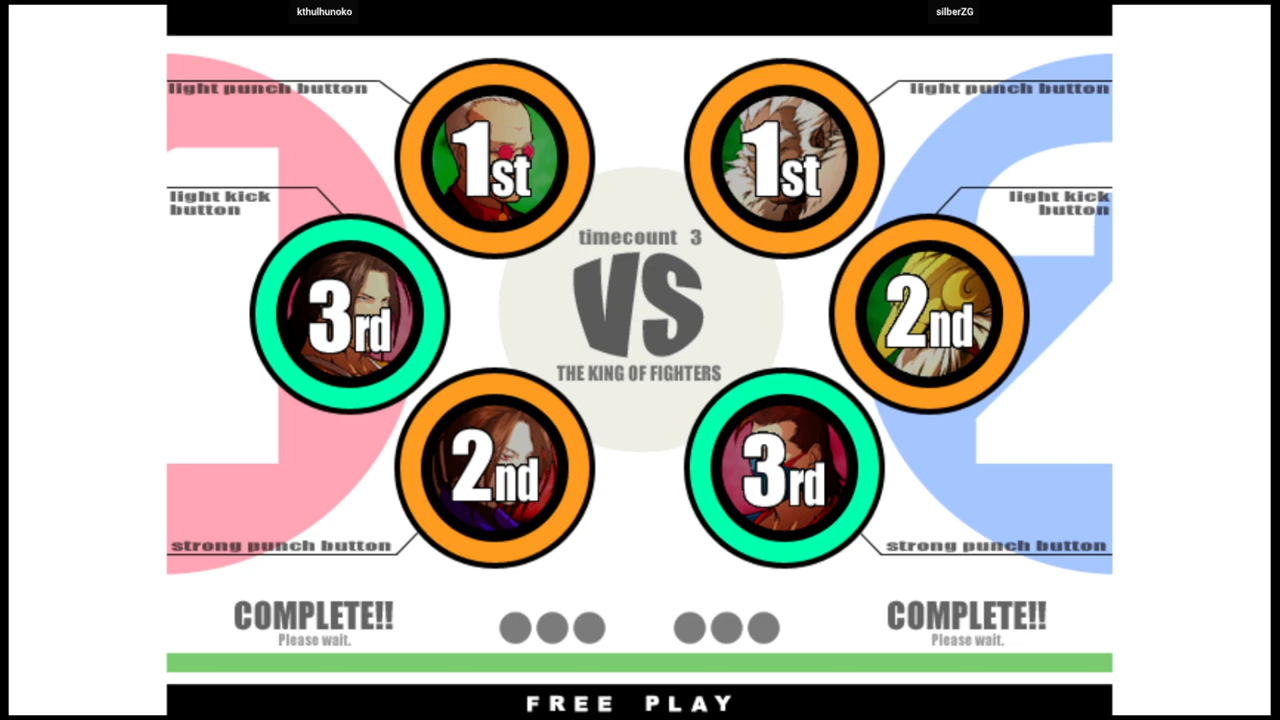 kthulhunoko
silberZG
light punch button
light punch button
1st
1st
light kick
button
light kick
button
timecount 3
VS
THE KING OF FIGHTERS
3rd
2nd
2nd
3rd
strong punch button
strong punch button
COMPLETE!!
Please wait.
COMPLETE!!
Please wait.
FREE PLAY